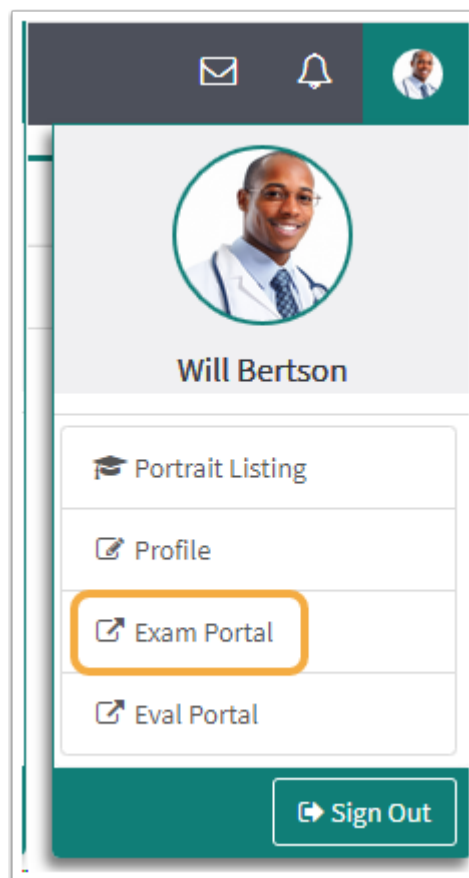 Will Bertson
Portrait Listing
Profile
Exam Portal
Eval Portal
Sign Out